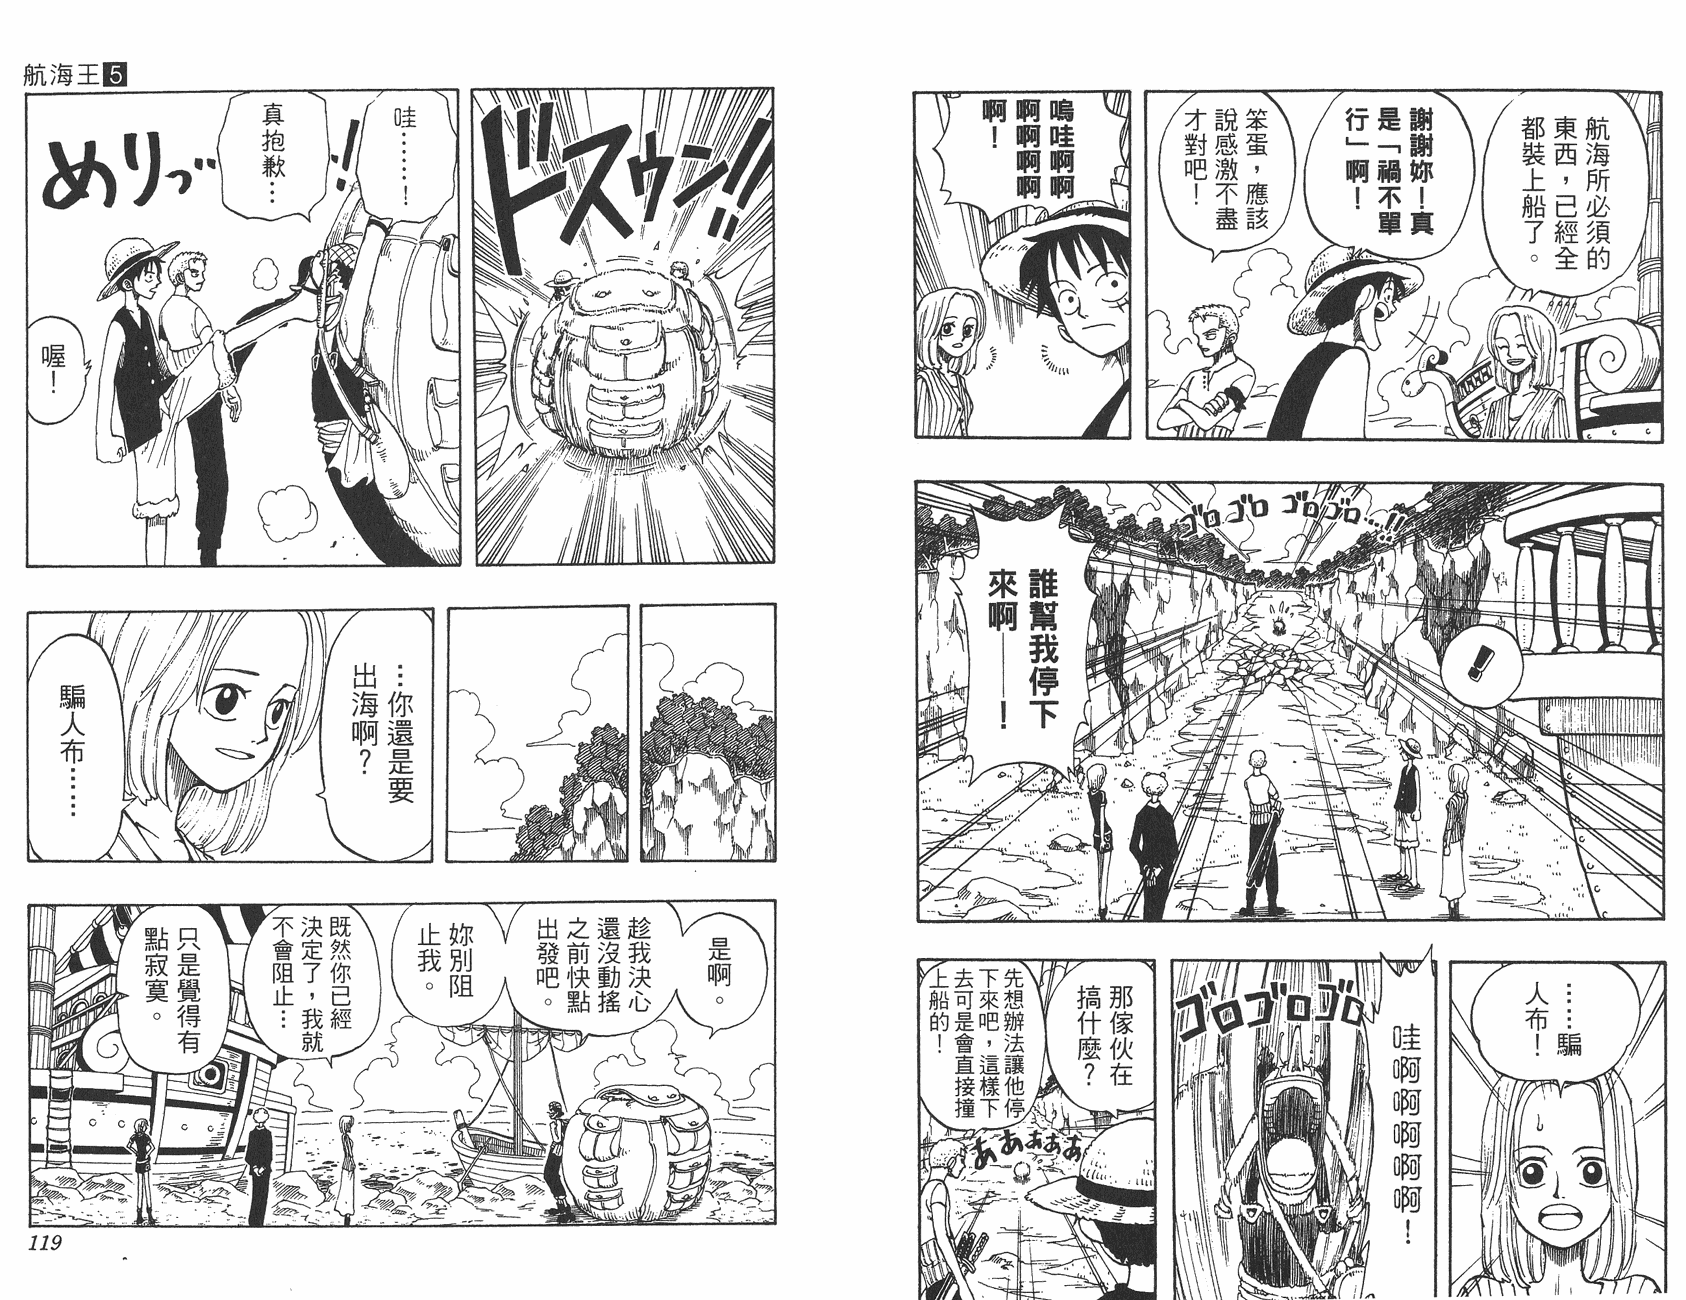 航海所必須的
東西，已經全
都裝上船了。
謝謝妳！真
是「禍不單
行」啊！
笨蛋，應該
說感激不盡
才對吧！
嗚哇啊啊
啊啊啊啊
啊！
ゴロゴロゴロゴロ…!!
！
誰幫我停下
來啊——！
……騙
人布！
哇啊啊啊啊啊！
ゴロゴロゴロ
那傢伙在
搞什麼？
先想辦法讓他停
下來吧，這樣下
去可是會直接撞
上船的！
ああぁぁぁ
航海王5
ドスゥン!!
哇……！
！
真抱歉…
めりっ
喔！
…你還是要
出海啊？
騙人布……
是啊。
趁我決心
還沒動搖
之前快點
出發吧。
妳別阻
止我。
既然你已經
決定了，我就
不會阻止…
只是覺得有
點寂寞。
119